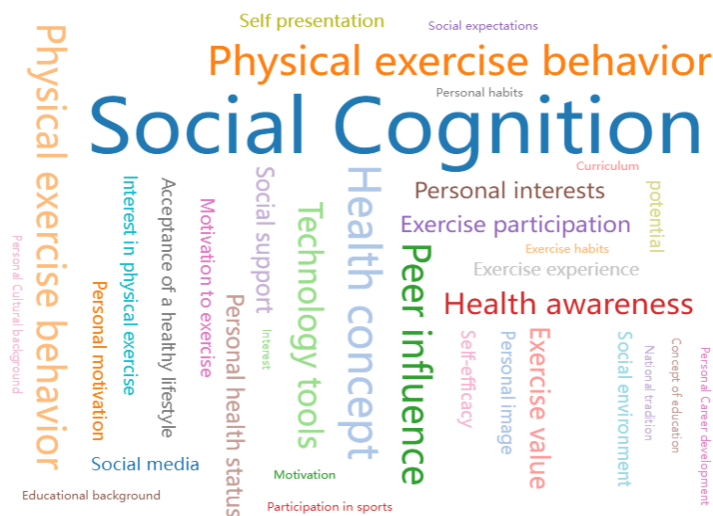 Self presentation
Social expectations
Physical exercise behavior
Personal habits
Social Cognition
Physical exercise behavior
Curriculum
Personal interests
potential
Exercise participation
Exercise habits
Exercise experience
Health awareness
Personal Cultural background
Personal motivation
Interest in physical exercise
Acceptance of a healthy lifestyle
Motivation to exercise
Social support
Personal health status
Interest
Technology tools
Health concept
Peer influence
Self-efficacy
Personal image
Exercise value
Social environment
National tradition
Concept of education
Personal Career development
Social media
Motivation
Educational background
Participation in sports